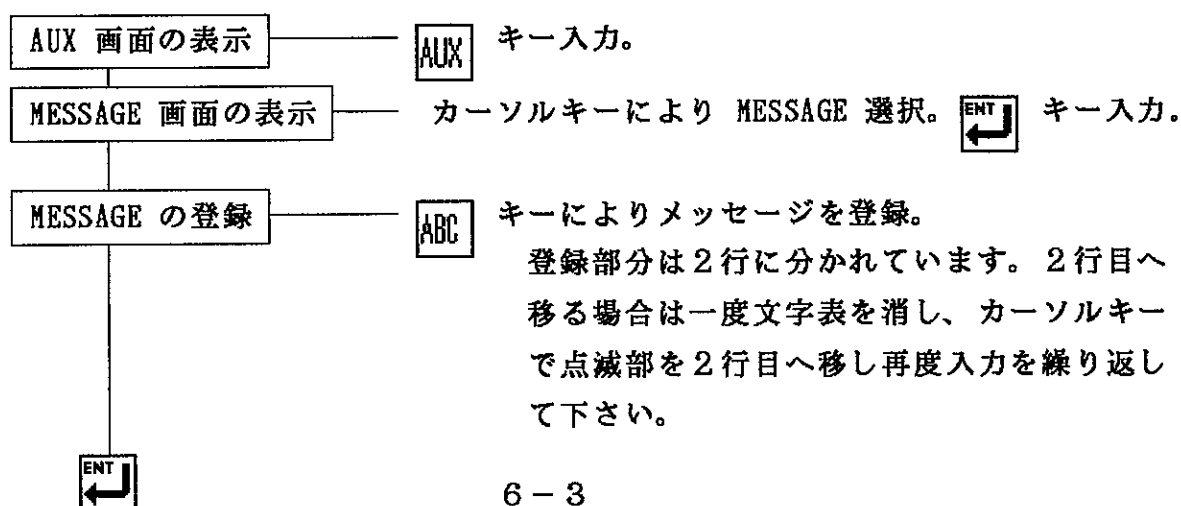 AUX 画面の表示 AUX キー入力。
MESSAGE 画面の表示 カーソルキーにより MESSAGE 選択。 ENT キー入力。
MESSAGE の登録 ABC キーによりメッセージを登録。
登録部分は2行に分かれています。2行目へ
移る場合は一度文字表を消し、カーソルキー
で点滅部を2行目へ移し再度入力を繰り返し
て下さい。
ENT
6－3